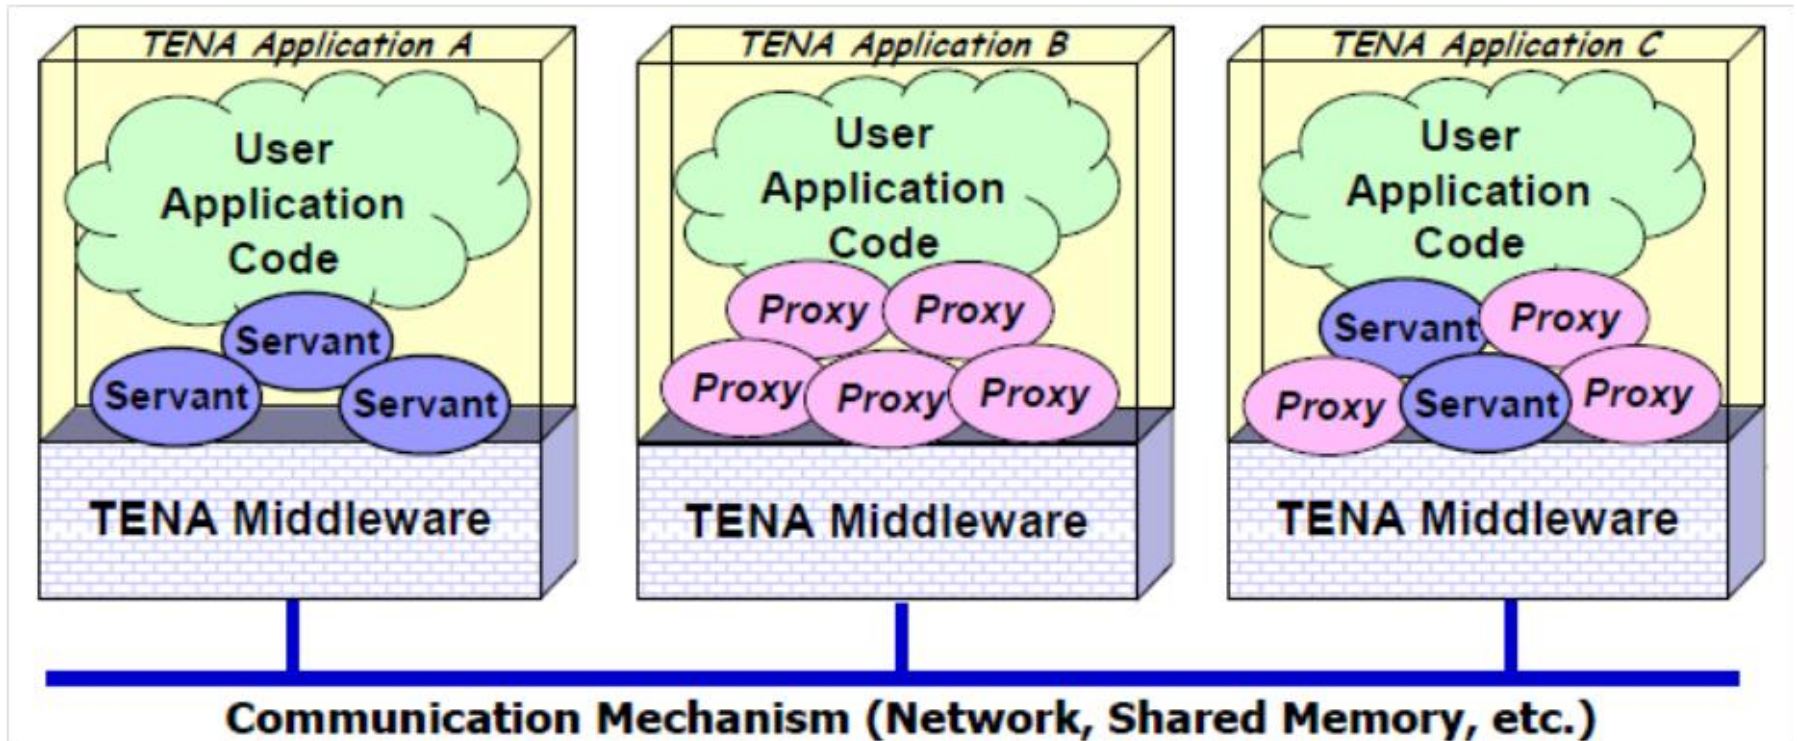 TENA Application A
User
Application
Code
Servant
Servant
Servant
TENA Middleware
TENA Application B
User
Application
Code
Proxy
Proxy
Proxy
Proxy
Proxy
TENA Middleware
TENA Application C
User
Application
Code
Servant
Proxy
Proxy
Servant
Proxy
TENA Middleware
Communication Mechanism (Network, Shared Memory, etc.)